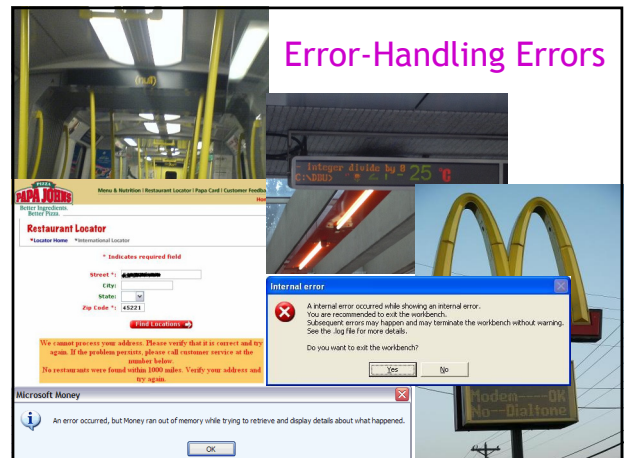 Error-Handling Errors
(null)
- Integer divide by 0
C:\DDU>
25 °C
PIZZA
PAPA JOHNS
Better Ingredients.
Better Pizza.
Menu & Nutrition | Restaurant Locator | Papa Card | Customer Feedba
Restaurant Locator
*Locator Home *International Locator
* Indicates required field
Street *:
City:
State:
Zip Code *: 45221
Find Locations
We cannot process your address. Please verify that it is correct and try
again. If the problem persists, please call customer service at the
number below.
No restaurants were found within 1000 miles. Verify your address and
try again.
Internal error
A internal error occurred while showing an internal error.
You are recommended to exit the workbench.
Subsequent errors may happen and may terminate the workbench without warning.
See the .log file for more details.
Do you want to exit the workbench?
Yes No
Modem---OK
No--Dialtone
Microsoft Money
An error occurred, but Money ran out of memory while trying to retrieve and display details about what happened.
OK